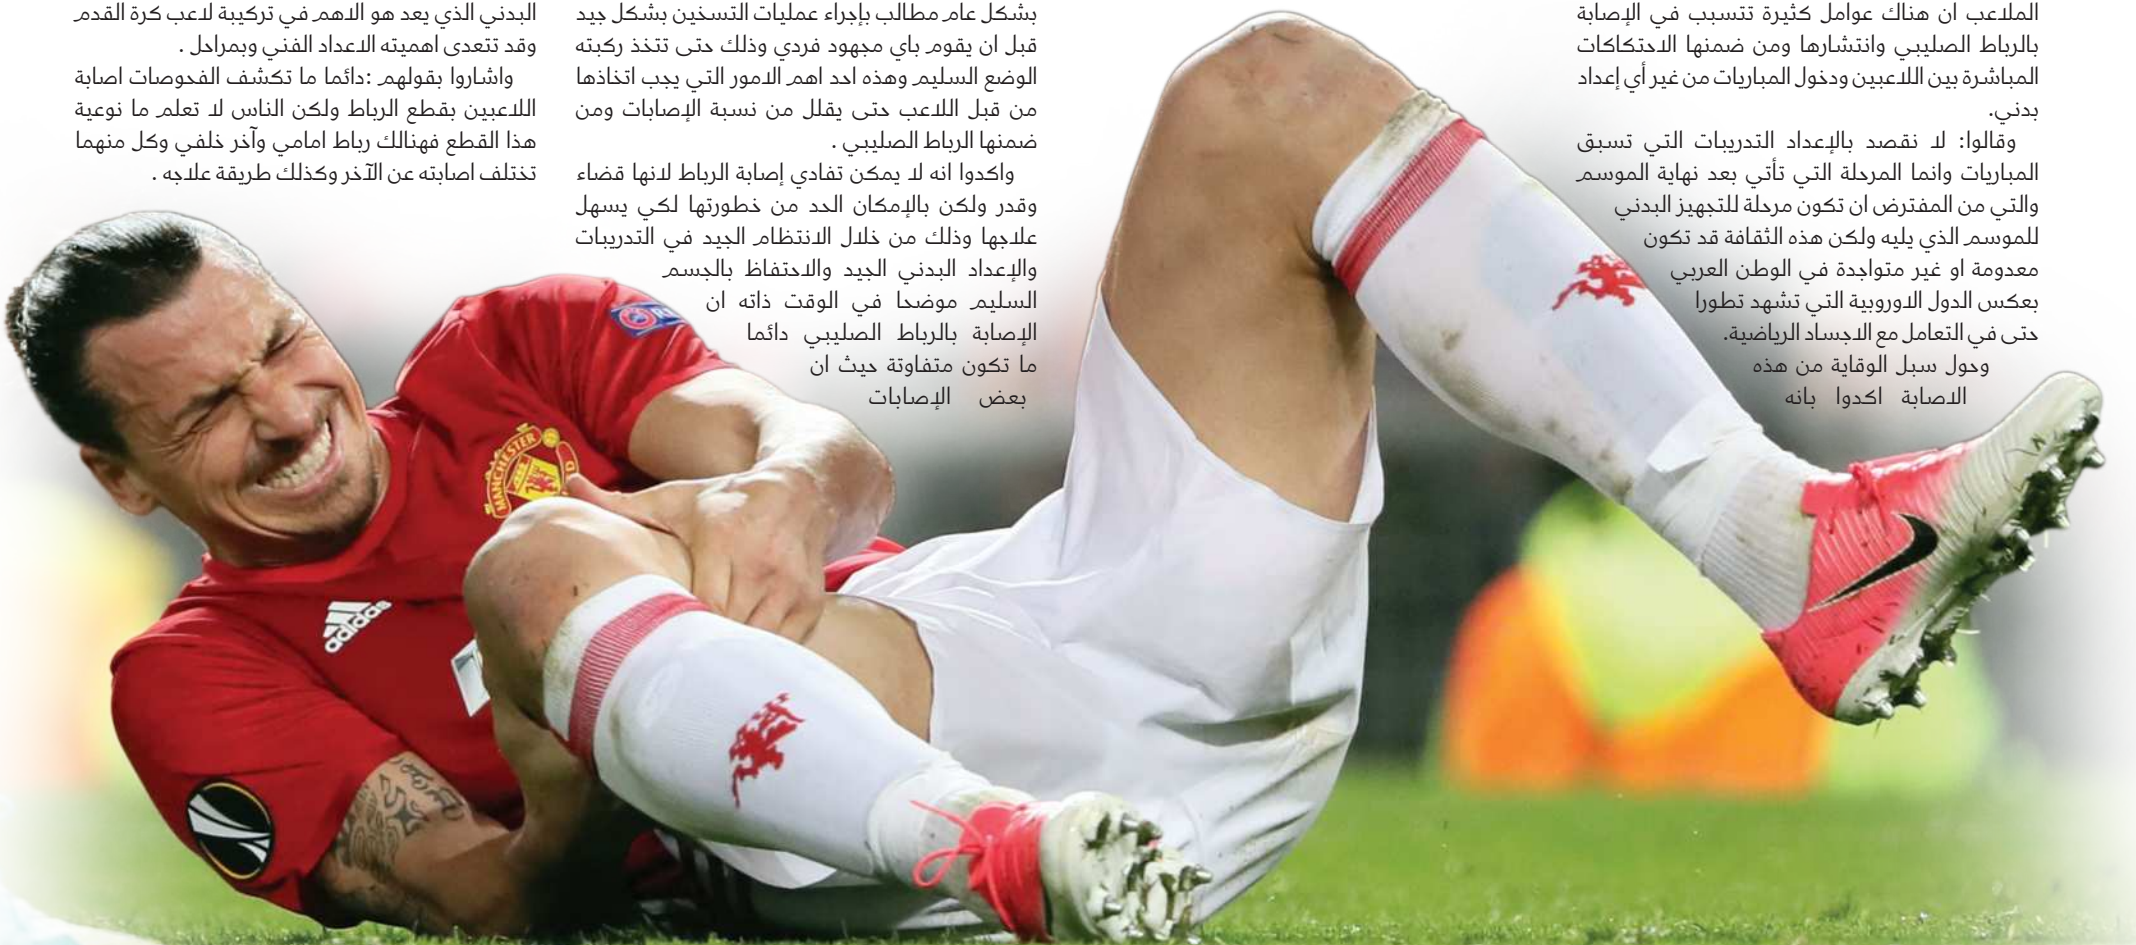 الملاعب ان هناك عوامل كثيرة تتسبب في الإصابة
بالرباط الصليبي وانتشارها ومن ضمنها الاحتكاكات
المباشرة بين اللاعبين ودخول المباريات من غير أي إعداد
بدني.
وقالوا: لا نقصد بالإعداد التدريبات التي تسبق
المباريات وانما المرحلة التي تأتي بعد نهاية الموسم
والتي من المفترض ان تكون مرحلة للتجهيز البدني
للموسم الذي يليه ولكن هذه الثقافة قد تكون
معدومة او غير متواجدة في الوطن العربي
بعكس الدول الاوروبية التي تشهد تطورا
حتى في التعامل مع الاجساد الرياضية.
وحول سبل الوقاية من هذه
الاصابة اكدوا بانه
بشكل عام مطالب بإجراء عمليات التسخين بشكل جيد
قبل ان يقوم باي مجهود فردي وذلك حتى تتخذ ركبته
الوضع السليم وهذه احد اهم الامور التي يجب اتخاذها
من قبل اللاعب حتى يقلل من نسبة الإصابات ومن
ضمنها الرباط الصليبي .
واكدوا انه لا يمكن تفادي إصابة الرباط لانها قضاء
وقدر ولكن بالإمكان الحد من خطورتها لكي يسهل
علاجها وذلك من خلال الانتظام الجيد في التدريبات
والإعداد البدني الجيد والاحتفاظ بالجسم
السليم موضحا في الوقت ذاته ان
الإصابة بالرباط الصليبي دائما
ما تكون متفاوتة حيث ان
بعض الإصابات
البدني الذي يعد هو الاهم في تركيبة لاعب كرة القدم
وقد تتعدى اهميته الاعداد الفني وبمراحل .
واشاروا بقولهم :دائما ما تكشف الفحوصات اصابة
اللاعبين بقطع الرباط ولكن الناس لا تعلم ما نوعية
هذا القطع فهنالك رباط امامي وآخر خلفي وكل منهما
تختلف اصابته عن الآخر وكذلك طريقة علاجه .
MANCHESTER
adidas